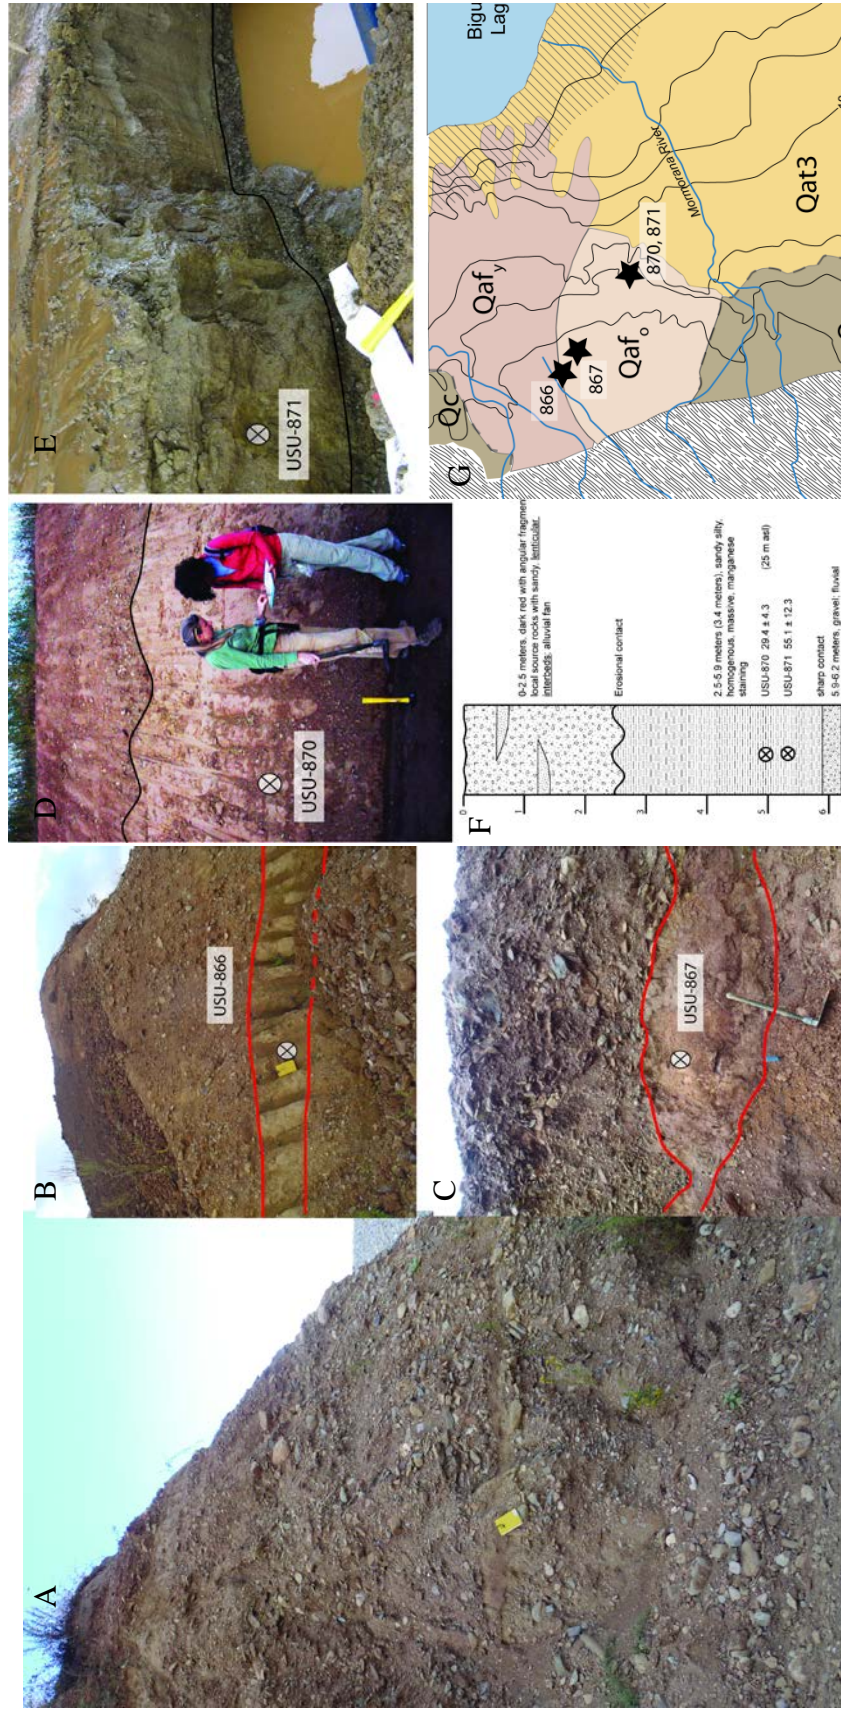 A
B
USU-866
C
USU-867
D
USU-870
E
USU-871
F
0
1
2
3
4
5
6
0-2.5 meters, dark red with angular fragmen
local source rocks with sandy, lenticular
interbeds, alluvial fan
Erosional contact
2.5-5.9 meters (3.4 meters), sandy silty,
homogenous, massive, manganese
staining
USU-870 29.4 ± 4.3 (25 m asl)
USU-871 55.1 ± 12.3
sharp contact
5.9-6.2 meters, gravel; fluvial
G
Qc
Qafy
Bigu
Lag
866
867
Qafo
870, 871
Mormorana River
Qat3